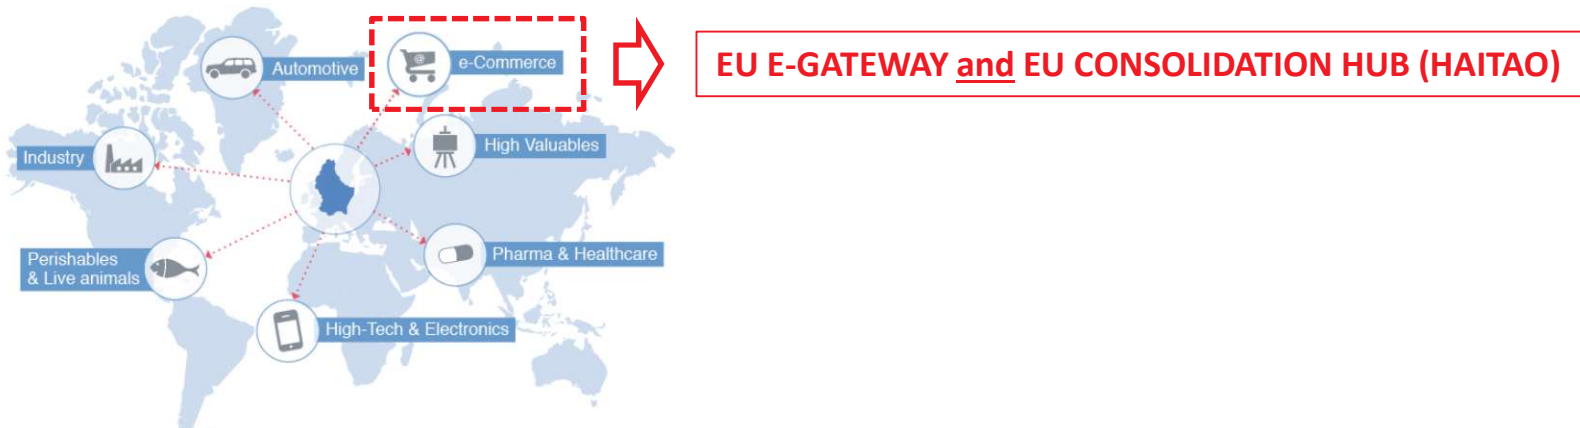 Automotive
@
e-Commerce
EU E-GATEWAY and EU CONSOLIDATION HUB (HAITAO)
High Valuables
Industry
Pharma & Healthcare
Perishables
& Live animals
High-Tech & Electronics